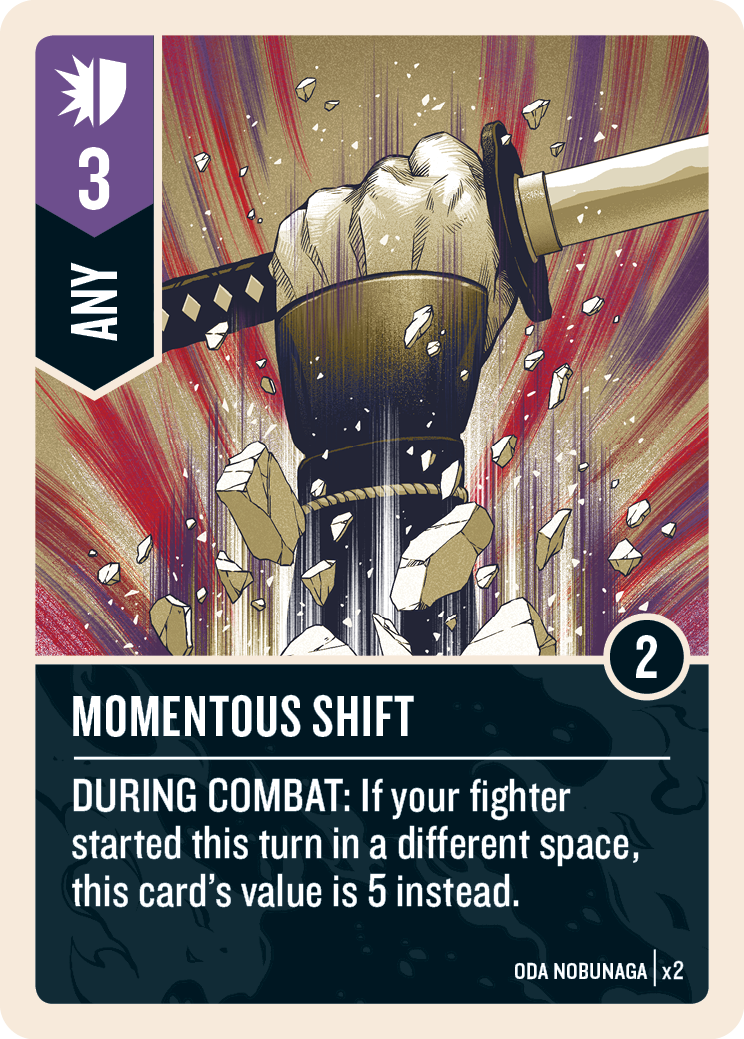 3
ANY
2
MOMENTOUS SHIFT
DURING COMBAT: If your fighter
started this turn in a different space,
this card’s value is 5 instead.
ODA NOBUNAGA | x2